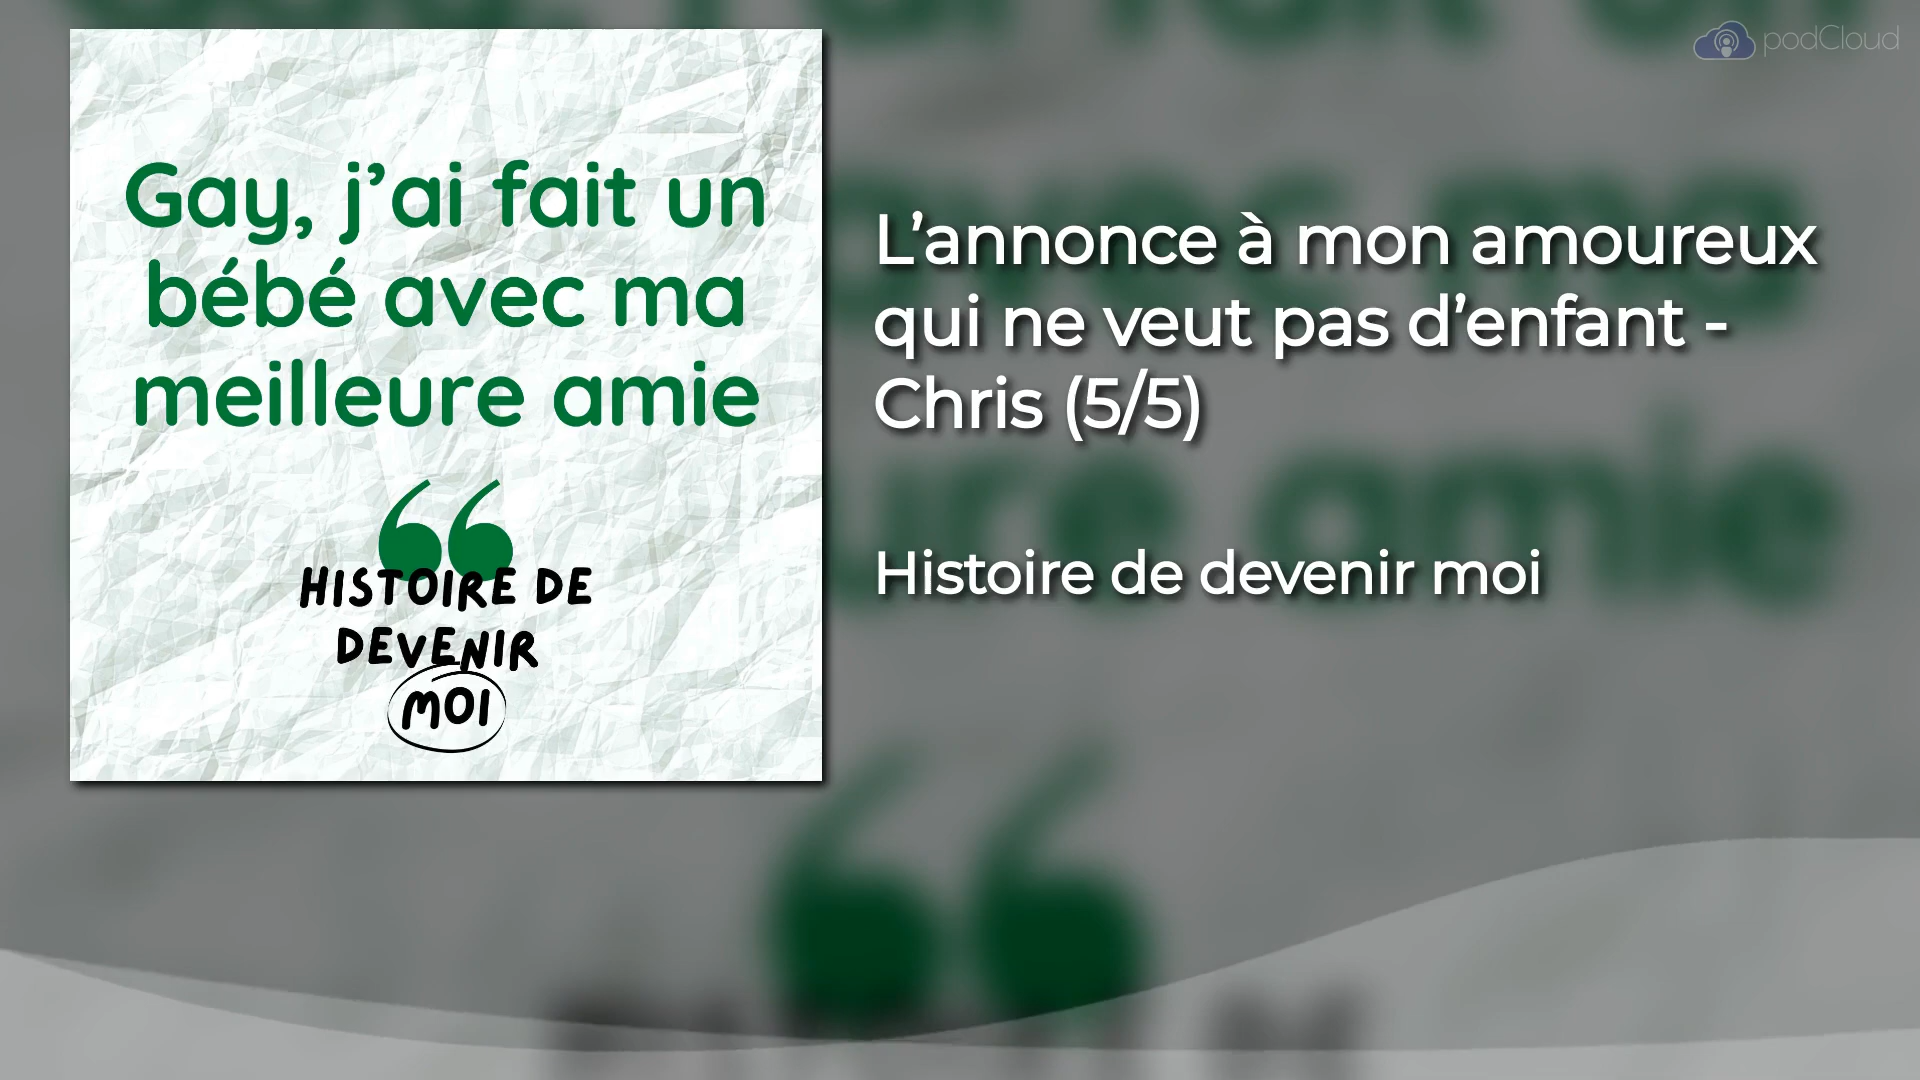 Gay, j’ai fait un
bébé avec ma
meilleure amie
HISTOIRE DE
DEVENIR
MOI
podCloud
L’annonce à mon amoureux
qui ne veut pas d’enfant -
Chris (5/5)
Histoire de devenir moi